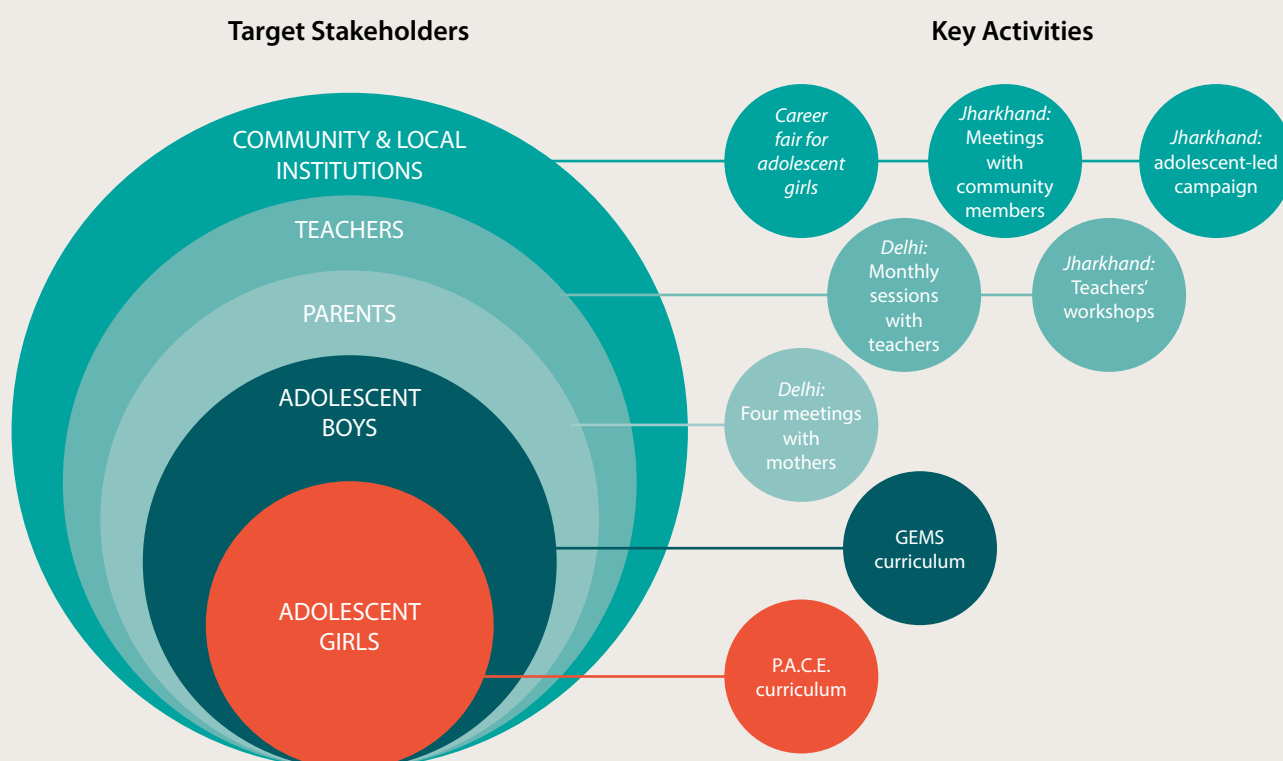 Target Stakeholders
Key Activities
COMMUNITY & LOCAL
INSTITUTIONS
TEACHERS
PARENTS
ADOLESCENT
BOYS
ADOLESCENT
GIRLS
Career
fair for
adolescent
girls
Jharkhand:
Meetings
with
community
members
Jharkhand:
adolescent-led
campaign
Delhi:
Monthly
sessions
with
teachers
Jharkhand:
Teachers'
workshops
Delhi:
Four meetings
with
mothers
GEMS
curriculum
P.A.C.E.
curriculum